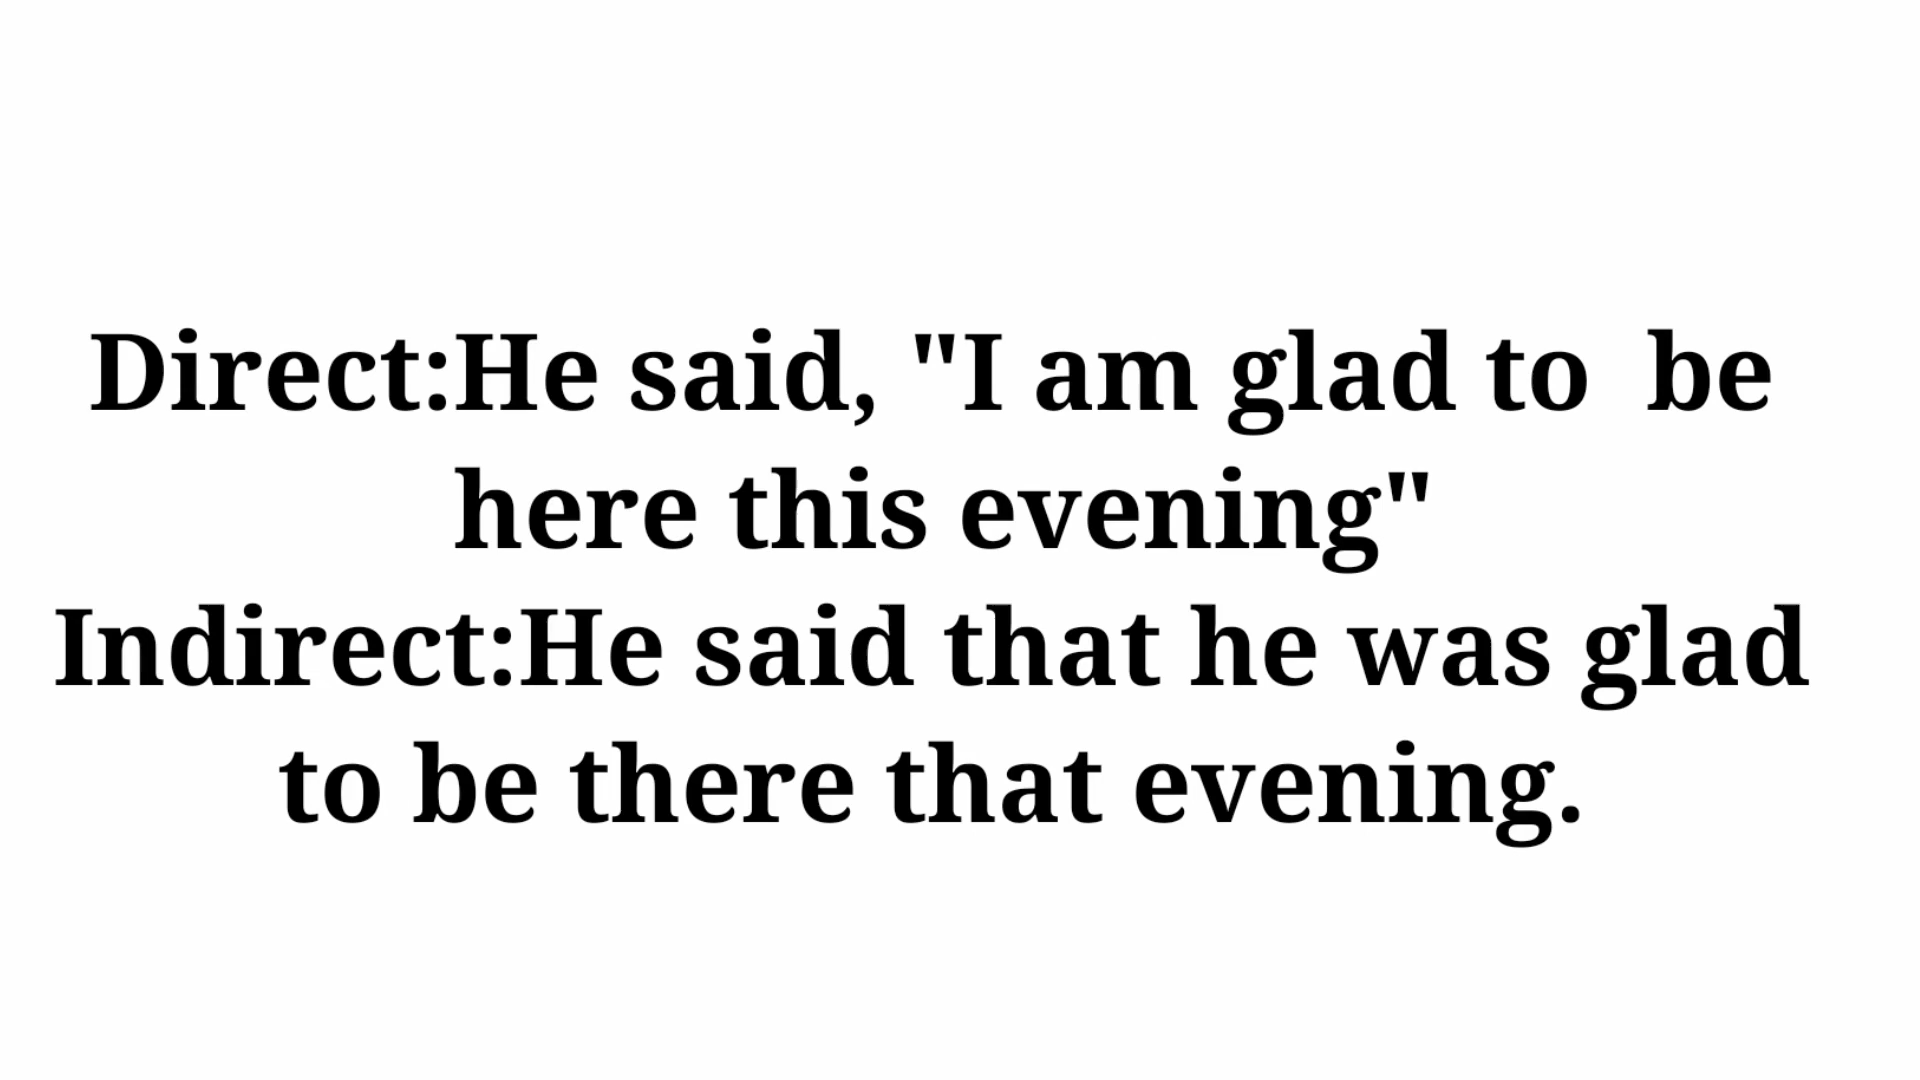 Direct:He said, "I am glad to  be
here this evening"
Indirect:He said that he was glad
to be there that evening.